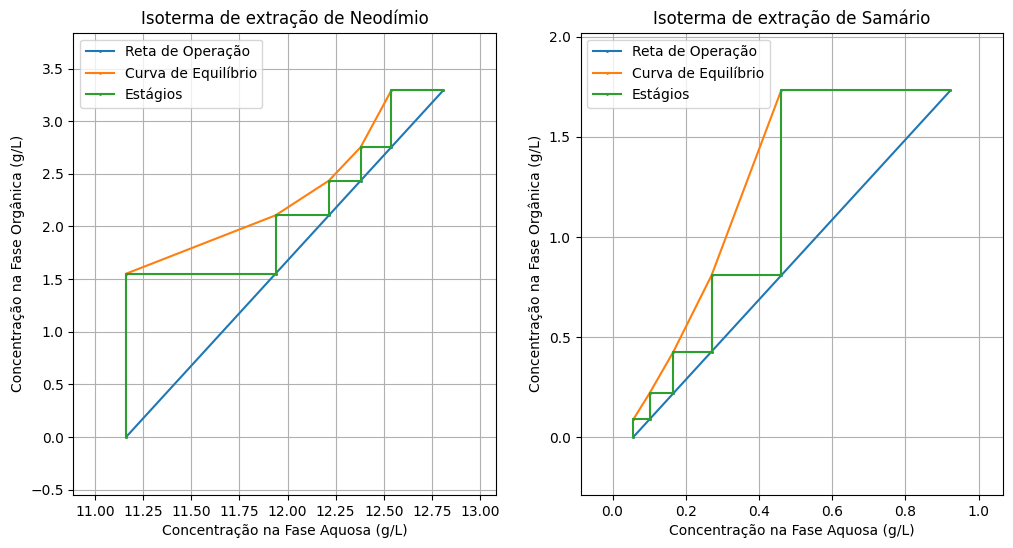 Isoterma de extração de Neodímio
Reta de Operação
Curva de Equilíbrio
Estágios
Concentração na Fase Orgânica (g/L)
3.5
3.0
2.5
2.0
1.5
1.0
0.5
0.0
−0.5
11.00 11.25 11.50 11.75 12.00 12.25 12.50 12.75 13.00
Concentração na Fase Aquosa (g/L)
Isoterma de extração de Samário
Reta de Operação
Curva de Equilíbrio
Estágios
Concentração na Fase Orgânica (g/L)
2.0
1.5
1.0
0.5
0.0
0.0 0.2 0.4 0.6 0.8 1.0
Concentração na Fase Aquosa (g/L)